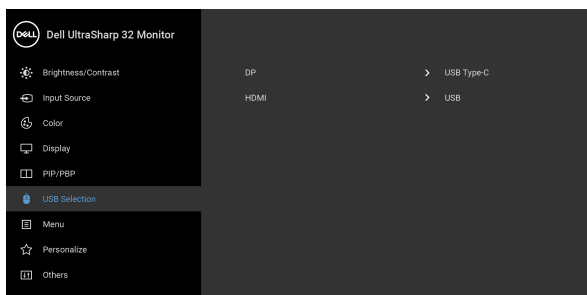 DELL Dell UltraSharp 32 Monitor
Brightness/Contrast DP USB Type-C
Input Source HDMI USB
Color
Display
PIP/PBP
USB Selection
Menu
Personalize
Others